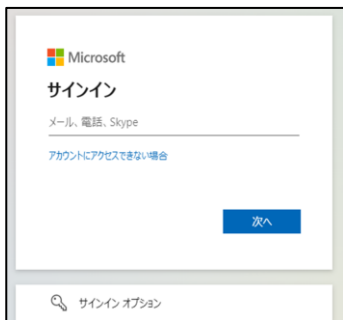 Microsoft
サインイン
メール、電話、Skype
アカウントにアクセスできない場合
次へ
サインイン オプション